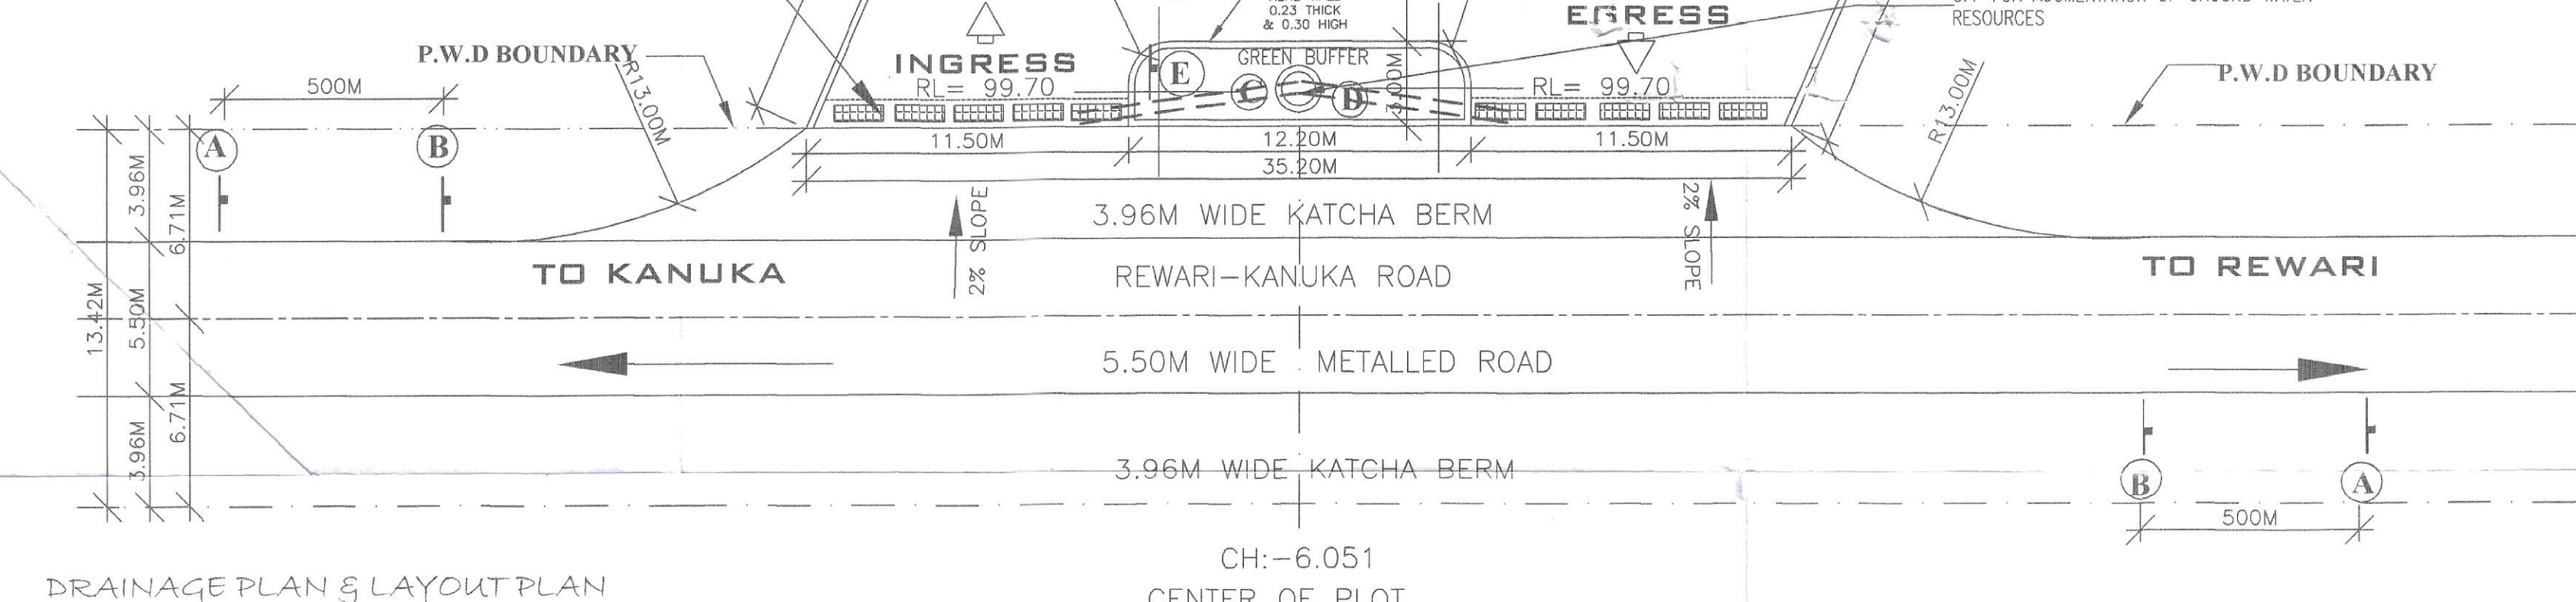 0.23 THICK
& 0.30 HIGH
EGRESS
RESOURCES
P.W.D BOUNDARY
INGRESS
GREEN BUFFER
E
C
D
3.00M
R13.00M
R13.00M
P.W.D BOUNDARY
500M
RL= 99.70
RL= 99.70
A
B
11.50M
12.20M
11.50M
35.20M
3.96M
6.71M
2% SLOPE
3.96M WIDE KATCHA BERM
2% SLOPE
TO KANUKA
REWARI-KANUKA ROAD
TO REWARI
13.42M
5.50M
5.50M WIDE METALLED ROAD
6.71M
3.96M
3.96M WIDE KATCHA BERM
B
A
500M
CH:-6.051
CENTER OF PLOT
DRAINAGE PLAN & LAYOUT PLAN